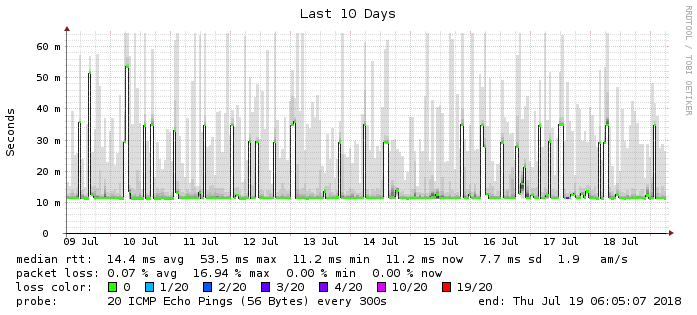 Last 10 Days
RRDTOOL / TOBI OETIKER
Seconds
60 m
50 m
40 m
30 m
20 m
10 m
0
09 Jul 10 Jul 11 Jul 12 Jul 13 Jul 14 Jul 15 Jul 16 Jul 17 Jul 18 Jul
median rtt: 14.4 ms avg 53.5 ms max 11.2 ms min 11.2 ms now 7.7 ms sd 1.9 am/s
packet loss: 0.07 % avg 16.94 % max 0.00 % min 0.00 % now
loss color: 0 1/20 2/20 3/20 4/20 10/20 19/20
probe: 20 ICMP Echo Pings (56 Bytes) every 300s end: Thu Jul 19 06:05:07 2018